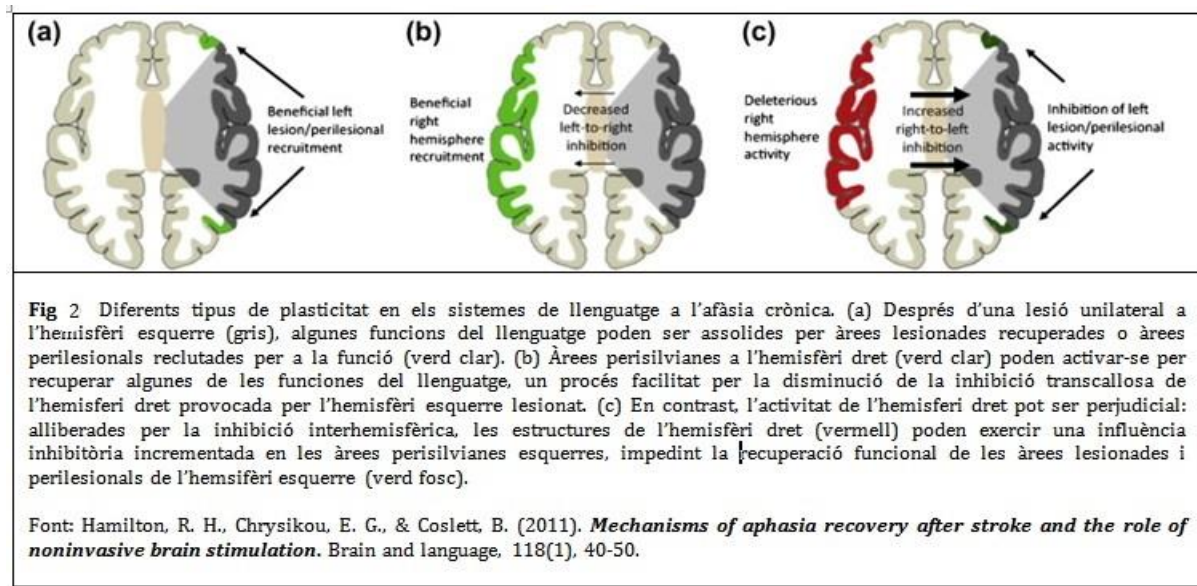 (a)
Beneficial left
lesion/perilesional
recruitment
(b)
Beneficial
right
hemisphere
recruitment
Decreased
left-to-right
inhibition
(c)
Deleterious
right
hemisphere
activity
Increased
right-to-left
inhibition
Inhibition of left
lesion/perilesional
activity
Fig 2 Diferents tipus de plasticitat en els sistemes de llenguatge a l'afàsia crònica. (a) Després d'una lesió unilateral a
l'hemisfèri esquerre (gris), algunes funcions del llenguatge poden ser assolides per àrees lesionades recuperades o àrees
perilesionals reclutades per a la funció (verd clar). (b) Àrees perisilvianes a l'hemisfèri dret (verd clar) poden activar-se per
recuperar algunes de les funcions del llenguatge, un procés facilitat per la disminució de la inhibició transcallosa de
l'hemisferi dret provocada per l'hemisfèri esquerre lesionat. (c) En contrast, l'activitat de l'hemisferi dret pot ser perjudicial:
alliberades per la inhibició interhemisfèrica, les estructures de l'hemisfèri dret (vermell) poden exercir una influència
inhibitòria incrementada en les àrees perisilvianes esquerres, impedint la recuperació funcional de les àrees lesionades i
perilesionals de l'hemsifèri esquerre (verd fosc).
Font: Hamilton, R. H., Chrysikou, E. G., & Coslett, B. (2011). Mechanisms of aphasia recovery after stroke and the role of
noninvasive brain stimulation. Brain and language, 118(1), 40-50.